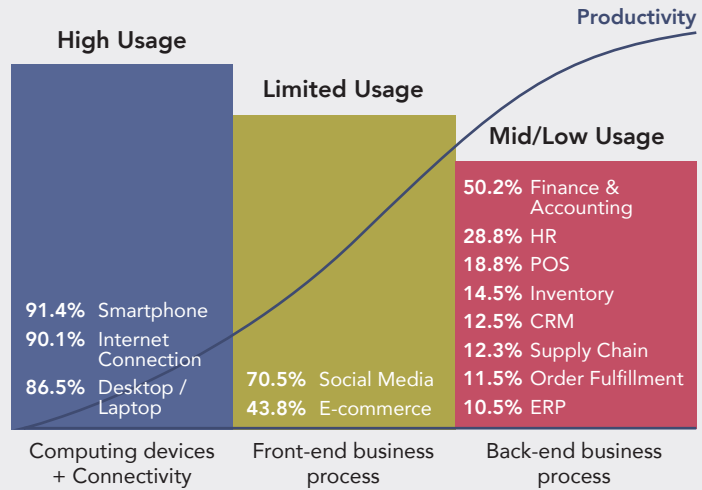 Productivity
High Usage
Limited Usage
Mid/Low Usage
91.4% Smartphone
90.1% Internet
Connection
86.5% Desktop /
Laptop
70.5% Social Media
43.8% E-commerce
50.2% Finance &
Accounting
28.8% HR
18.8% POS
14.5% Inventory
12.5% CRM
12.3% Supply Chain
11.5% Order Fulfillment
10.5% ERP
Computing devices
+ Connectivity
Front-end business
process
Back-end business
process